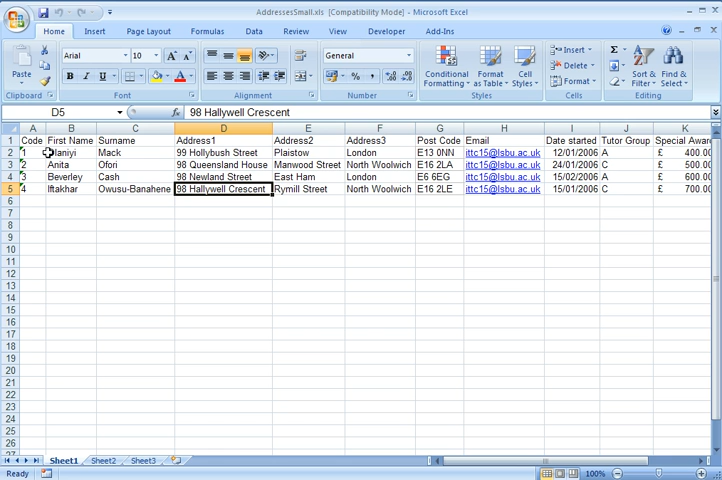 AddressesSmall.xls [Compatibility Mode] - Microsoft Excel
Home Insert Page Layout Formulas Data Review View Developer Add-Ins
Paste
Clipboard
Arial 10 A A
B I U A
Font
Alignment
General
% ,
Number
Conditional Formatting
Format as Table
Cell Styles
Styles
Insert
Delete
Format
Cells
Σ
Sort & Filter
Find & Select
Editing
D5 fx 98 Hallywell Crescent
A B C D E F G H I J K
1 Code First Name Surname Address1 Address2 Address3 Post Code Email Date started Tutor Group Special Awar
2 1 laniyi Mack 99 Hollybush Street Plaistow London E13 0NN ittc15@lsbu.ac.uk 12/01/2006 A £ 400.00
3 2 Anita Ofori 98 Queensland House Manwood Street North Woolwich E16 2LA ittc15@lsbu.ac.uk 24/01/2006 C £ 500.00
4 3 Beverley Cash 98 Newland Street East Ham London E6 6EG ittc15@lsbu.ac.uk 15/02/2006 A £ 600.00
5 4 Iftakhar Owusu-Banahene 98 Hallywell Crescent Rymill Street North Woolwich E16 2LE ittc15@lsbu.ac.uk 15/01/2006 C £ 700.00
6
7
8
9
10
11
12
13
14
15
16
17
18
19
20
21
22
23
24
25
26
27
Sheet1 Sheet2 Sheet3
Ready 100%